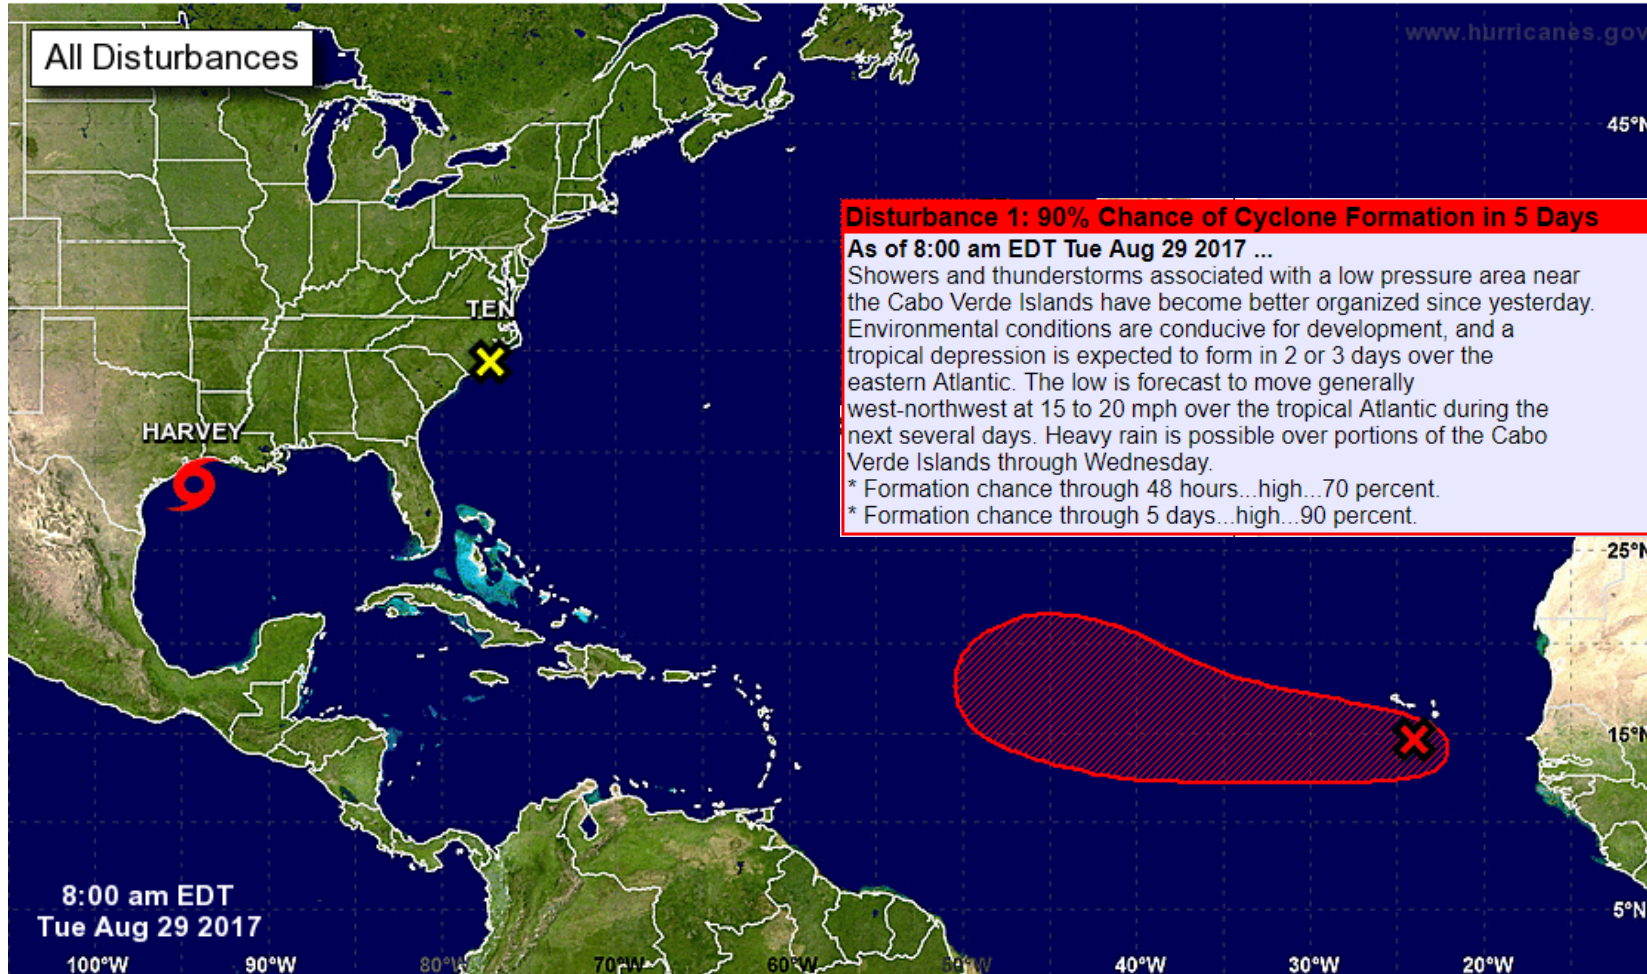 www.hurricanes.gov
All Disturbances
45°N
Disturbance 1: 90% Chance of Cyclone Formation in 5 Days
As of 8:00 am EDT Tue Aug 29 2017 ...
Showers and thunderstorms associated with a low pressure area near
the Cabo Verde Islands have become better organized since yesterday.
Environmental conditions are conducive for development, and a
tropical depression is expected to form in 2 or 3 days over the
eastern Atlantic. The low is forecast to move generally
west-northwest at 15 to 20 mph over the tropical Atlantic during the
next several days. Heavy rain is possible over portions of the Cabo
Verde Islands through Wednesday.
* Formation chance through 48 hours...high...70 percent.
* Formation chance through 5 days...high...90 percent.
TEN
HARVEY
25°N
15°N
5°N
8:00 am EDT
Tue Aug 29 2017
100°W 90°W 80°W 70°W 60°W 50°W 40°W 30°W 20°W